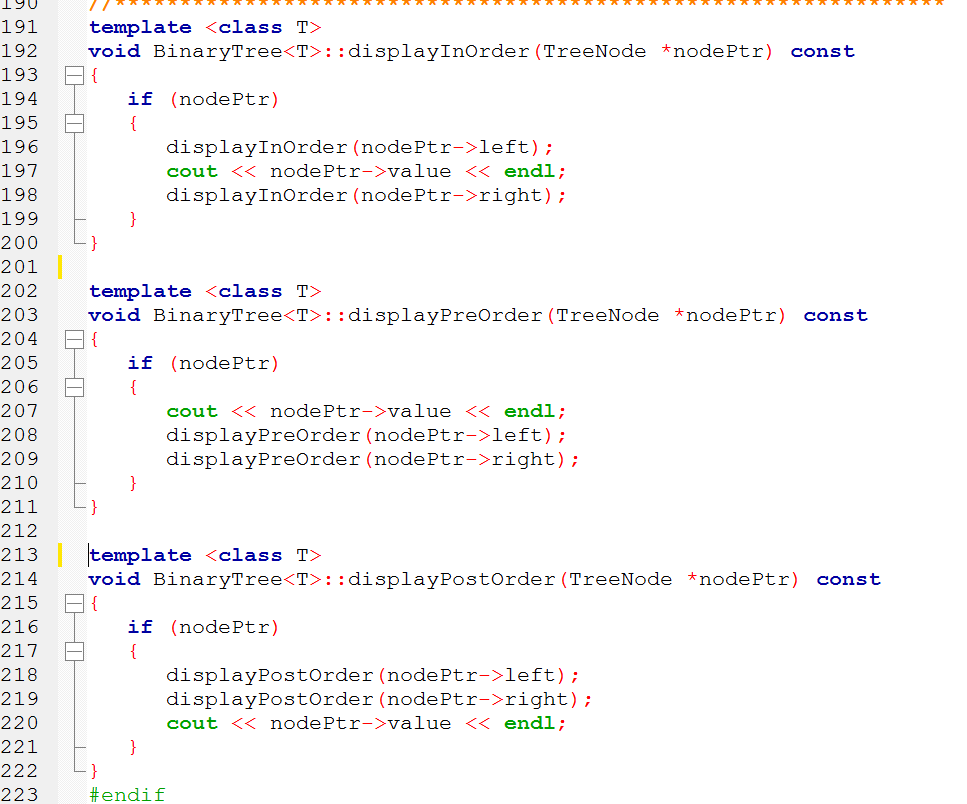 190 //*****************************************************************
191 template <class T>
192 void BinaryTree<T>::displayInOrder(TreeNode *nodePtr) const
193 {
194    if (nodePtr)
195    {
196       displayInOrder(nodePtr->left);
197       cout << nodePtr->value << endl;
198       displayInOrder(nodePtr->right);
199    }
200 }
201
202 template <class T>
203 void BinaryTree<T>::displayPreOrder(TreeNode *nodePtr) const
204 {
205    if (nodePtr)
206    {
207       cout << nodePtr->value << endl;
208       displayPreOrder(nodePtr->left);
209       displayPreOrder(nodePtr->right);
210    }
211 }
212
213 template <class T>
214 void BinaryTree<T>::displayPostOrder(TreeNode *nodePtr) const
215 {
216    if (nodePtr)
217    {
218       displayPostOrder(nodePtr->left);
219       displayPostOrder(nodePtr->right);
220       cout << nodePtr->value << endl;
221    }
222 }
223 #endif